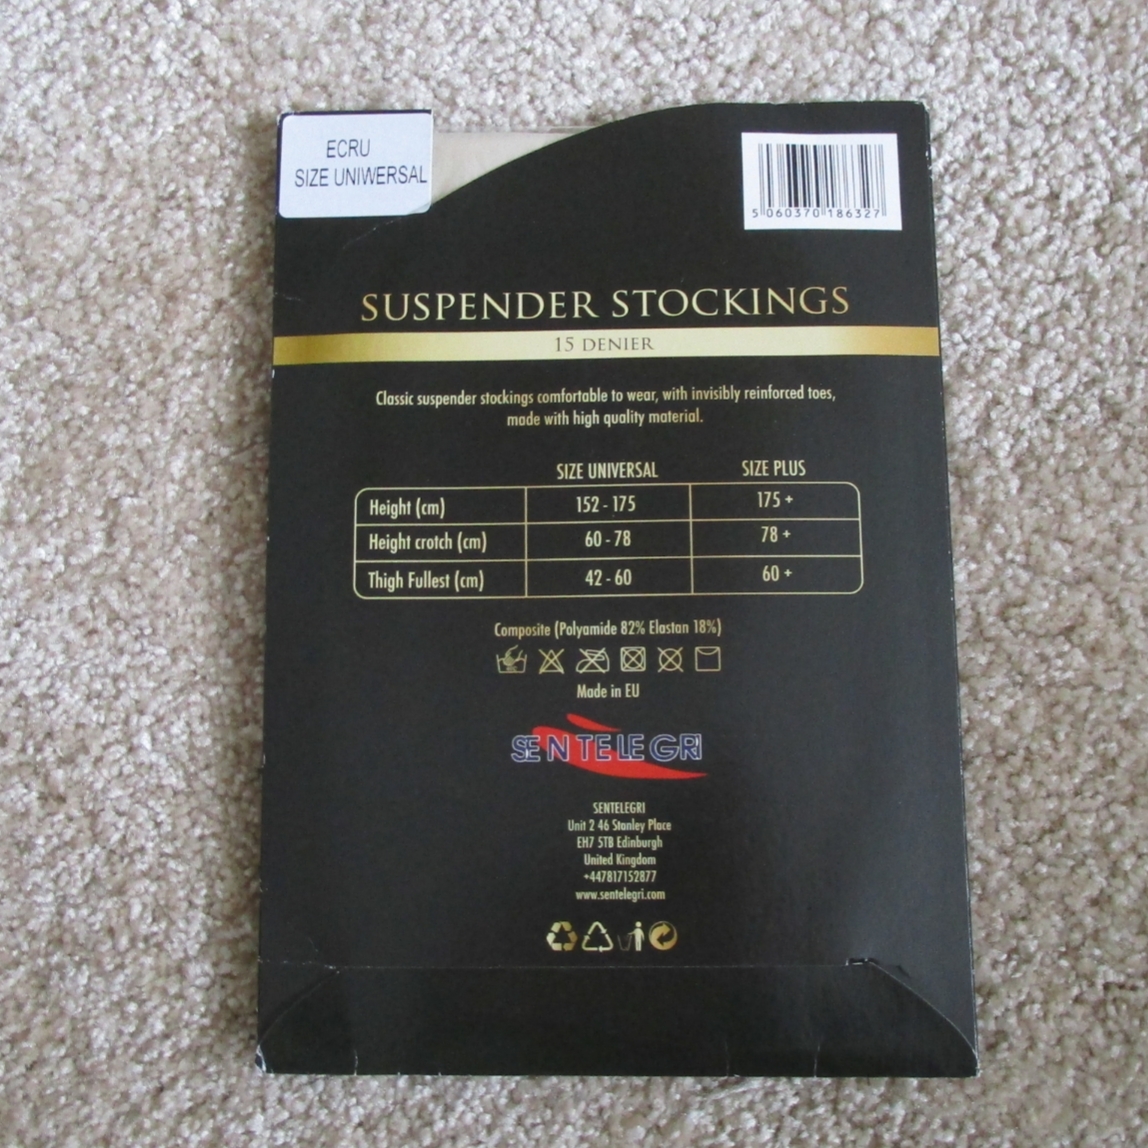 ECRU
SIZE UNIWERSAL
5 060370 186327
SUSPENDER STOCKINGS
15 DENIER
Classic suspender stockings comfortable to wear, with invisibly reinforced toes,
made with high quality material.
SIZE UNIVERSAL SIZE PLUS
Height (cm) 152 - 175 175 +
Height crotch (cm) 60 - 78 78 +
Thigh Fullest (cm) 42 - 60 60 +
Composite (Polyamide 82% Elastan 18%)
Made in EU
SENTELEGRI
SENTELEGRI
Unit 2 46 Stanley Place
EH7 5TB Edinburgh
United Kingdom
+447817152877
www.sentelegri.com